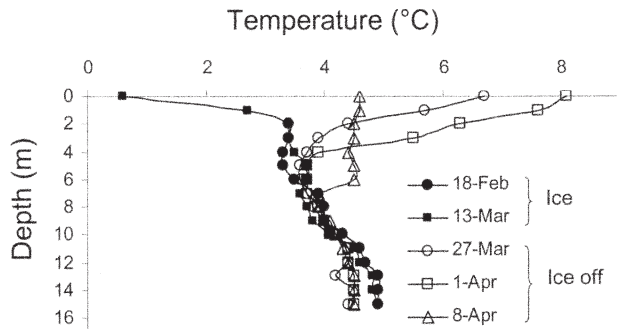 Temperature (°C)
0 2 4 6 8
Depth (m)
0
2
4
6
8
10
12
14
16
18-Feb
13-Mar
Ice
27-Mar
1-Apr
8-Apr
Ice off